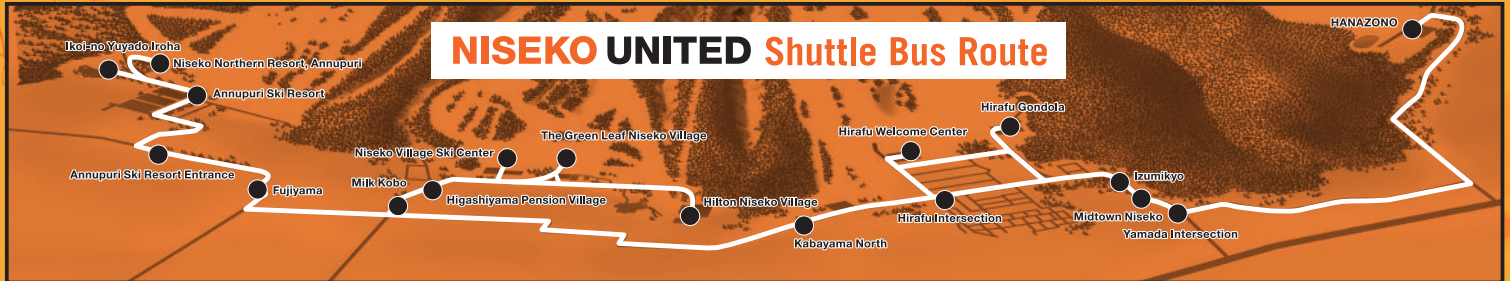 NISEKO UNITED Shuttle Bus Route
HANAZONO
Ikoi-no Yuyado Iroha
Niseko Northern Resort, Annupuri
Annupuri Ski Resort
Hirafu Gondola
The Green Leaf Niseko Village
Hirafu Welcome Center
Niseko Village Ski Center
Annupuri Ski Resort Entrance
Fujiyama
Milk Kobo
Higashiyama Pension Village
Hilton Niseko Village
Izumikyo
Hirafu Intersection
Midtown Niseko
Yamada Intersection
Kabayama North